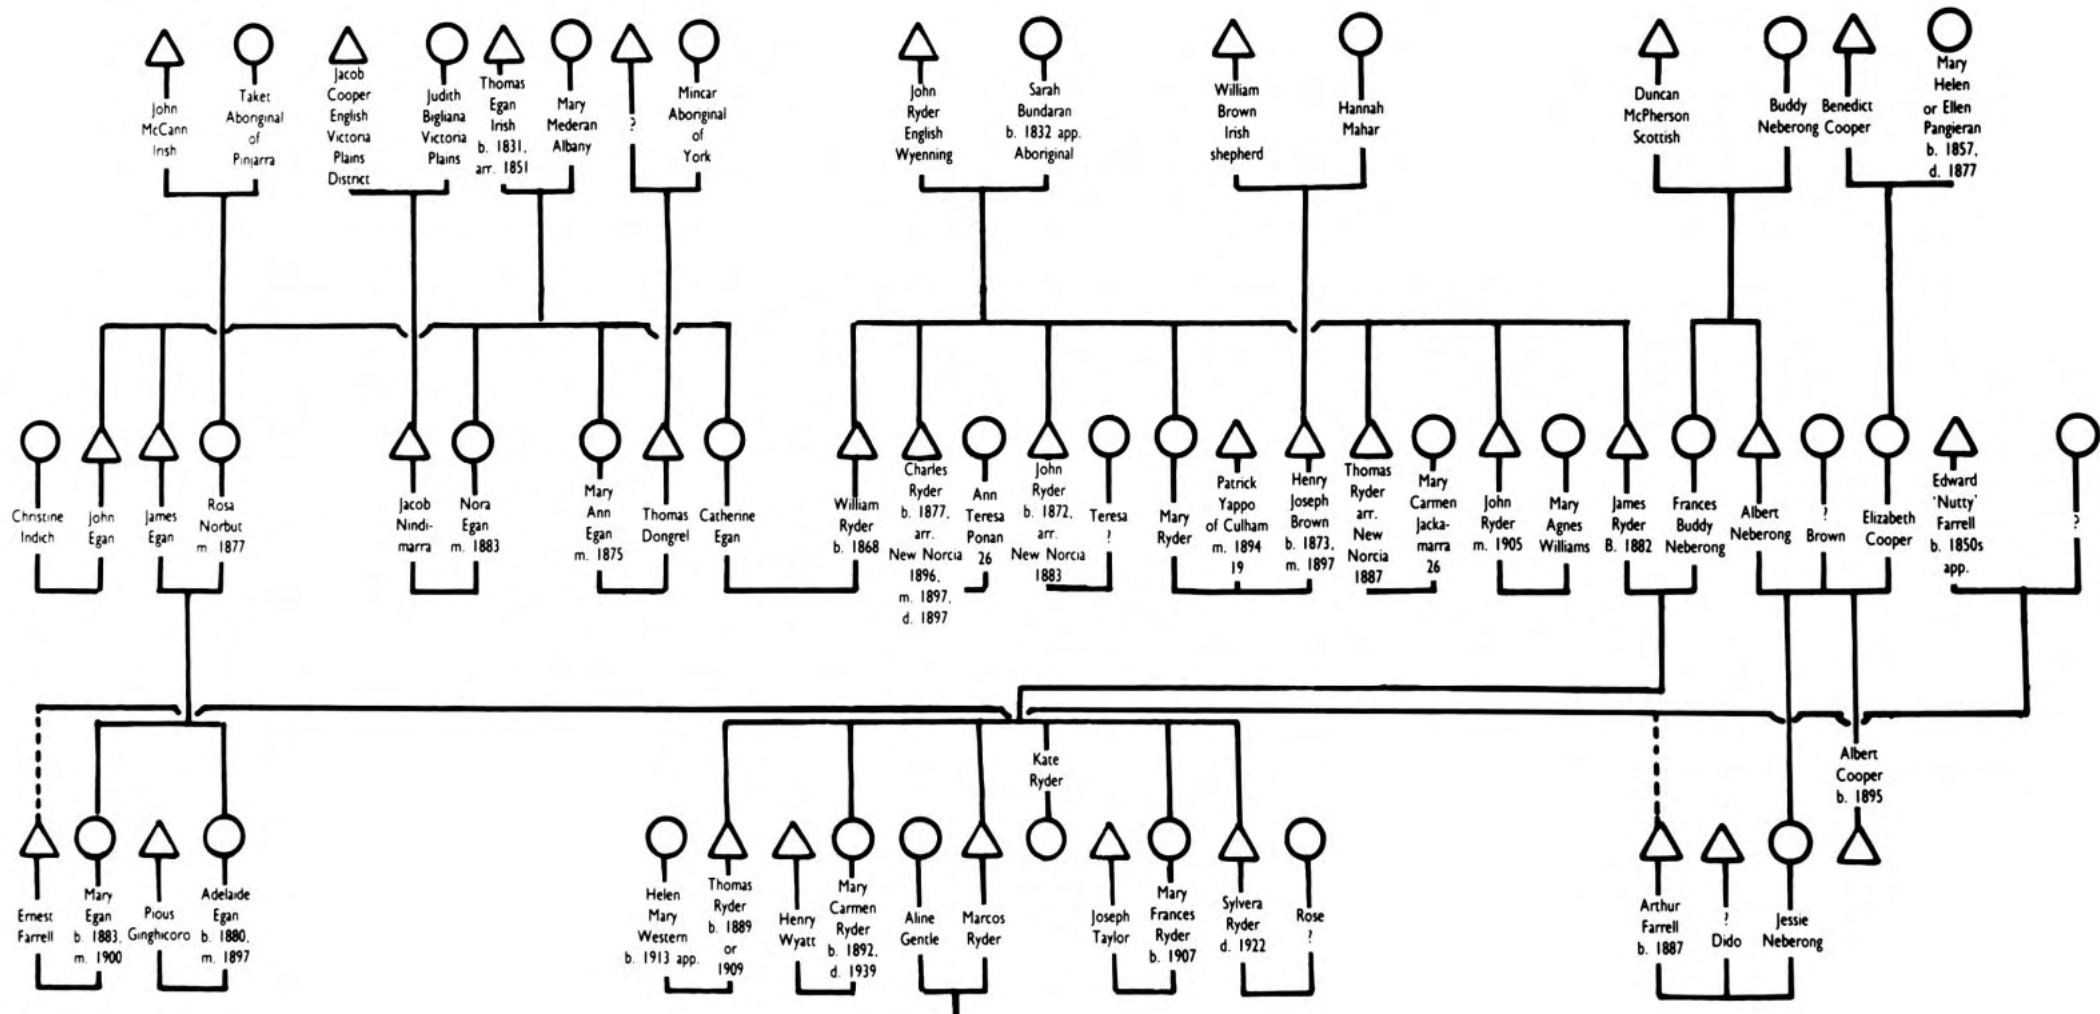 John
McCann
Irish
Taket
Aboriginal
of
Pinjarra
Jacob
Cooper
English
Victoria
Plains
District
Judith
Bigliana
Victoria
Plains
Thomas
Egan
Irish
b. 1831,
arr. 1851
Mary
Mederan
Albany
?
Mincar
Aboriginal
of
York
John
Ryder
English
Wyenning
Sarah
Bundaran
b. 1832 app.
Aboriginal
William
Brown
Irish
shepherd
Hannah
Mahar
Duncan
McPherson
Scottish
Buddy
Neberong
Benedict
Cooper
Mary
Helen
or Ellen
Pangieran
b. 1857,
d. 1877
Christine
Indich
John
Egan
James
Egan
Rosa
Norbut
m 1877
Jacob
Nindi-
marra
Nora
Egan
m. 1883
Mary
Ann
Egan
m. 1875
Thomas
Dongrel
Catherine
Egan
William
Ryder
b. 1868
Charles
Ryder
b. 1877,
arr.
New Norcia
1896,
m. 1897,
d. 1897
Ann
Teresa
Ponan
26
John
Ryder
b. 1872,
arr.
New Norcia
1883
Teresa
?
Mary
Ryder
Patrick
Yappo
of Culham
m. 1894
19
Henry
Joseph
Brown
b. 1873,
m. 1897
Thomas
Ryder
arr.
New
Norcia
1887
Mary
Carmen
Jacka-
marra
26
John
Ryder
m. 1905
Mary
Agnes
Williams
James
Ryder
B. 1882
Frances
Buddy
Neberong
Albert
Neberong
?
Brown
Elizabeth
Cooper
Edward
'Nutty'
Farrell
b. 1850s
app.
?
Ernest
Farrell
Mary
Egan
b. 1883,
m. 1900
Pious
Ginghicoro
Adelaide
Egan
b. 1880,
m. 1897
Helen
Mary
Western
b. 1913 app.
Thomas
Ryder
b. 1889
or
1909
Henry
Wyatt
Mary
Carmen
Ryder
b. 1892,
d. 1939
Aline
Gentle
Marcos
Ryder
Kate
Ryder
Joseph
Taylor
Mary
Frances
Ryder
b. 1907
Sylvera
Ryder
d. 1922
Rose
?
Arthur
Farrell
b. 1887
?
Dido
Jessie
Neberong
Albert
Cooper
b. 1895